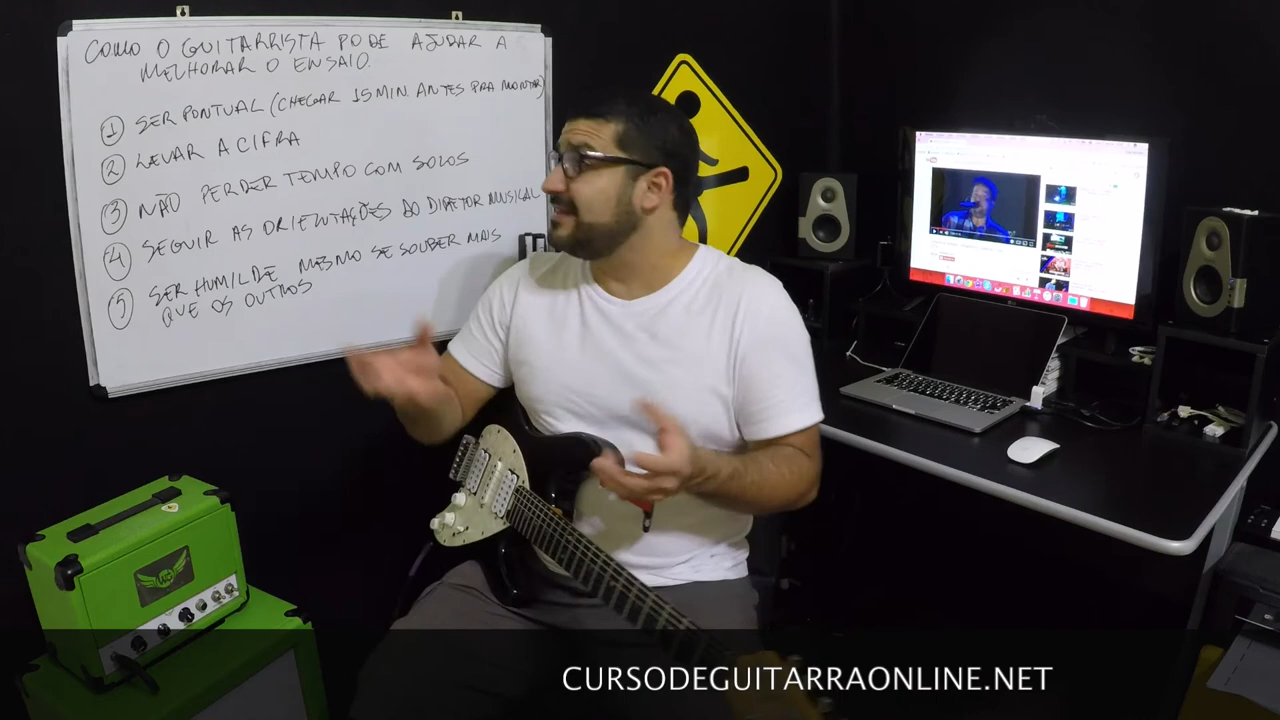 COMO O GUITARRISTA PODE AJUDAR A
MELHORAR O ENSAIO.
1 SER PONTUAL (CHEGAR 15 MIN. ANTES PRA MONTAR)
2 LEVAR A CIFRA
3 NÃO PERDER TEMPO COM SOLOS
4 SEGUIR AS ORIENTAÇÕES DO DIRETOR MUSICAL
5 SER HUMILDE MESMO SE SOUBER MAIS
QUE OS OUTROS
CURSODEGUITARRAONLINE.NET